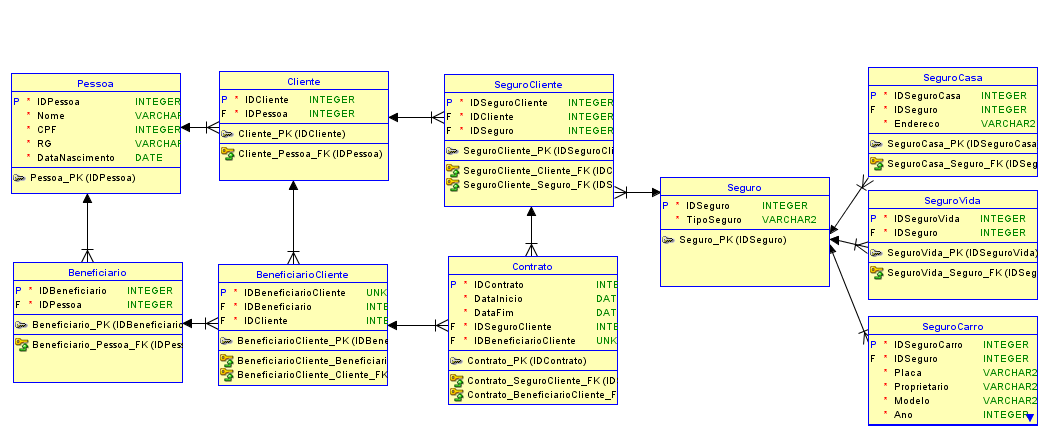 Pessoa
P * IDPessoa INTEGER
* Nome VARCHAR
* CPF INTEGER
* RG VARCHAR
* DataNascimento DATE
Pessoa_PK (IDPessoa)
Cliente
P * IDCliente INTEGER
F * IDPessoa INTEGER
Cliente_PK (IDCliente)
Cliente_Pessoa_FK (IDPessoa)
SeguroCliente
P * IDSeguroCliente INTEGER
F * IDCliente INTEGER
F * IDSeguro INTEGER
SeguroCliente_PK (IDSeguroCli
SeguroCliente_Cliente_FK (IDC
SeguroCliente_Seguro_FK (IDS
Seguro
P * IDSeguro INTEGER
* TipoSeguro VARCHAR2
Seguro_PK (IDSeguro)
SeguroCasa
P * IDSeguroCasa INTEGER
F * IDSeguro INTEGER
* Endereco VARCHAR2
SeguroCasa_PK (IDSeguroCasa
SeguroCasa_Seguro_FK (IDSeg
SeguroVida
P * IDSeguroVida INTEGER
F * IDSeguro INTEGER
SeguroVida_PK (IDSeguroVida)
SeguroVida_Seguro_FK (IDSeg
SeguroCarro
P * IDSeguroCarro INTEGER
F * IDSeguro INTEGER
* Placa VARCHAR2
* Proprietario VARCHAR2
* Modelo VARCHAR2
* Ano INTEGER
Beneficiario
P * IDBeneficiario INTEGER
F * IDPessoa INTEGER
Beneficiario_PK (IDBeneficiario
Beneficiario_Pessoa_FK (IDPes
BeneficiarioCliente
P * IDBeneficiarioCliente UNK
F * IDBeneficiario INTE
F * IDCliente INTE
BeneficiarioCliente_PK (IDBene
BeneficiarioCliente_Beneficiari
BeneficiarioCliente_Cliente_FK
Contrato
P * IDContrato INTE
* DataInicio DAT
* DataFim DAT
F * IDSeguroCliente INTE
F * IDBeneficiarioCliente UNK
Contrato_PK (IDContrato)
Contrato_SeguroCliente_FK (ID
Contrato_BeneficiarioCliente_F